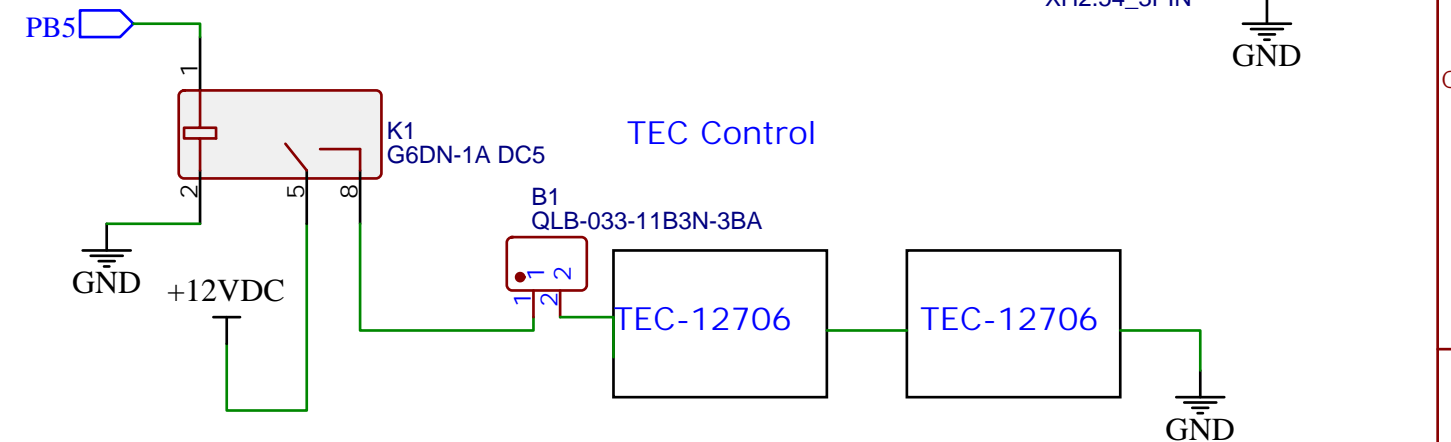 PB5
1
2
5
8
K1
G6DN-1A DC5
GND
+12VDC
TEC Control
B1
QLB-033-11B3N-3BA
1
2
1
2
TEC-12706
TEC-12706
GND
GND